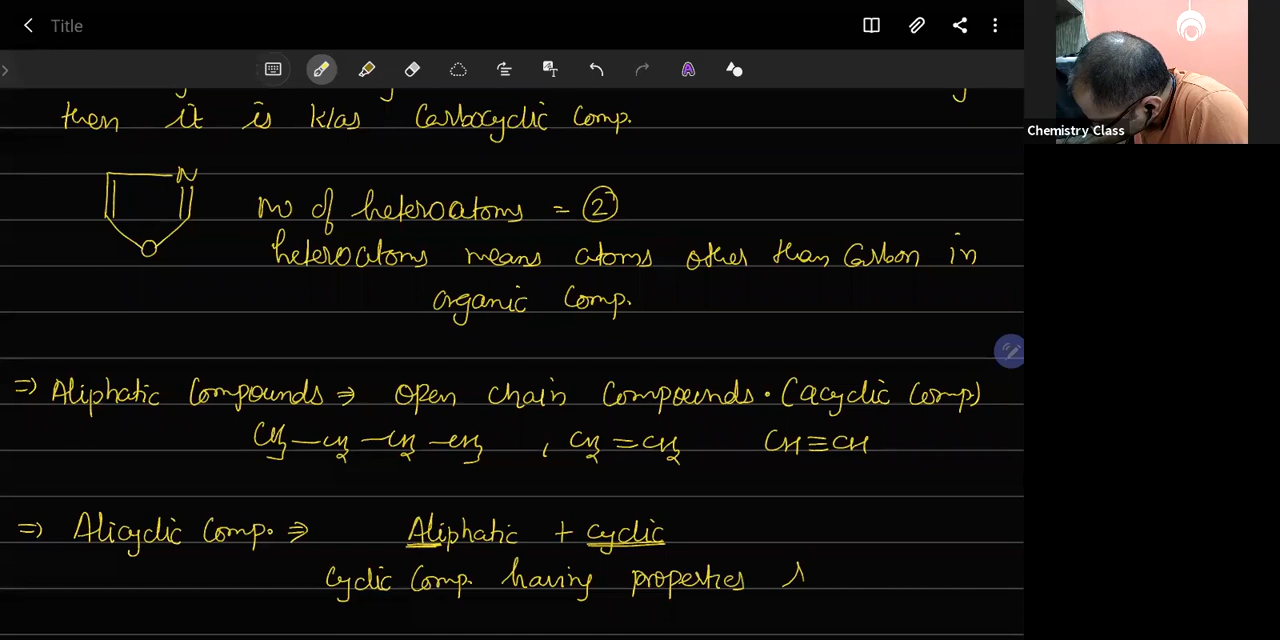 Title
Chemistry Class
then it is k/as Carbocyclic Comp.
N
O
no of heteroatoms = 2
heteroatoms means atoms other than Carbon in
organic Comp.
⇒ Aliphatic Compounds ⇒ Open Chain Compounds. (acyclic Comp)
CH3—CH2—CH2—CH3 , CH2=CH2 CH≡CH
⇒ Alicyclic Comp. ⇒ Aliphatic + cyclic
Cyclic Comp. having properties